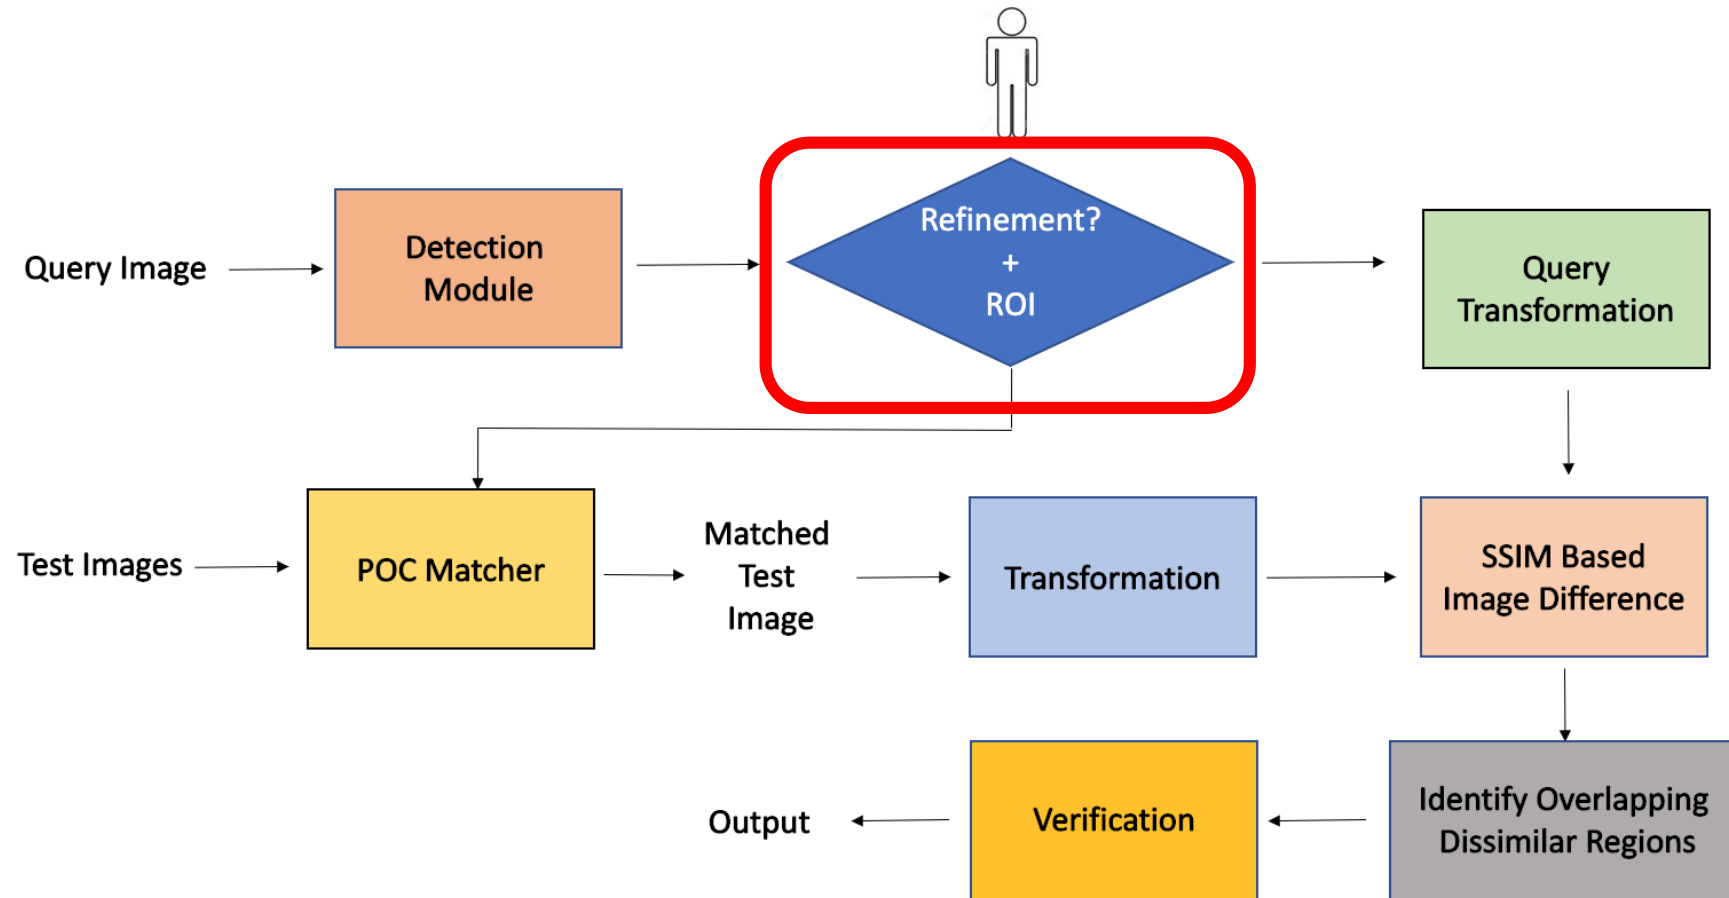 Query Image
Detection
Module
Refinement?
+
ROI
Query
Transformation
Test Images
POC Matcher
Matched
Test
Image
Transformation
SSIM Based
Image Difference
Output
Verification
Identify Overlapping
Dissimilar Regions